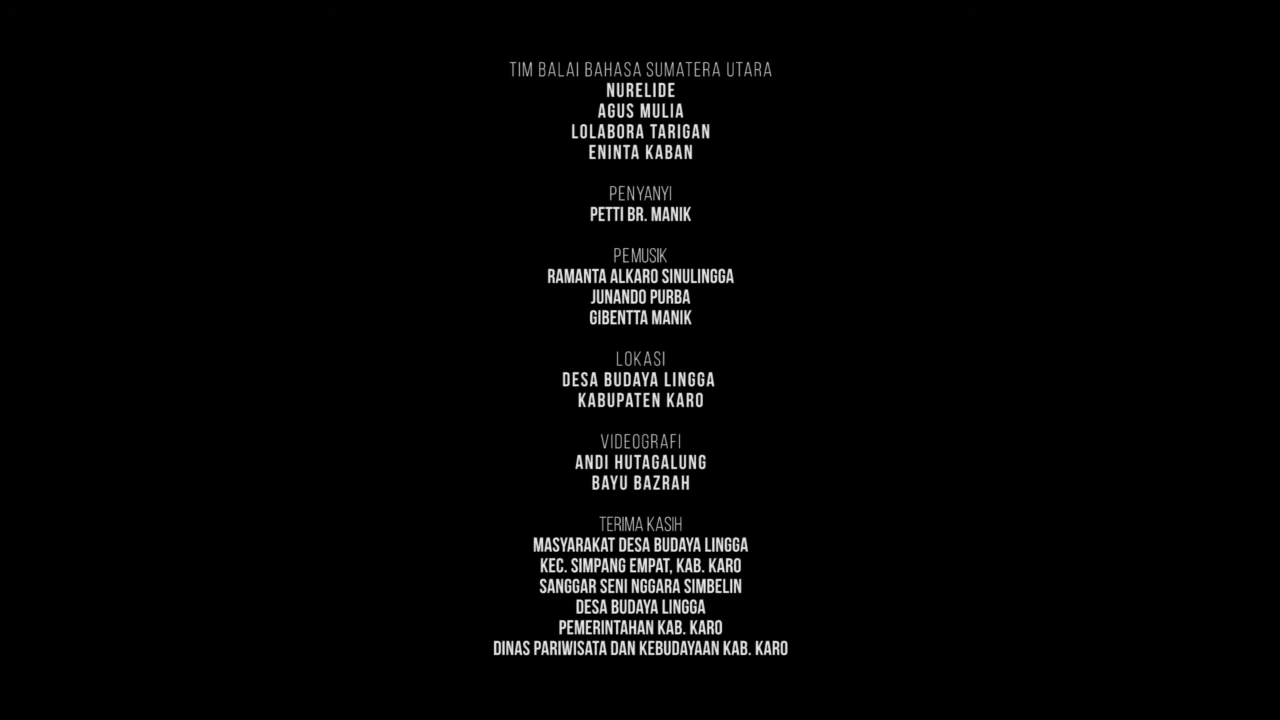 TIM BALAI BAHASA SUMATERA UTARA
NURELIDE
AGUS MULIA
LOLABORA TARIGAN
ENINTA KABAN
PENYANYI
PETTI BR. MANIK
PEMUSIK
RAMANTA ALKARO SINULINGGA
JUNANDO PURBA
GIBENTTA MANIK
LOKASI
DESA BUDAYA LINGGA
KABUPATEN KARO
VIDEOGRAFI
ANDI HUTAGALUNG
BAYU BAZRAH
TERIMA KASIH
MASYARAKAT DESA BUDAYA LINGGA
KEC. SIMPANG EMPAT, KAB. KARO
SANGGAR SENI NGGARA SIMBELIN
DESA BUDAYA LINGGA
PEMERINTAHAN KAB. KARO
DINAS PARIWISATA DAN KEBUDAYAAN KAB. KARO